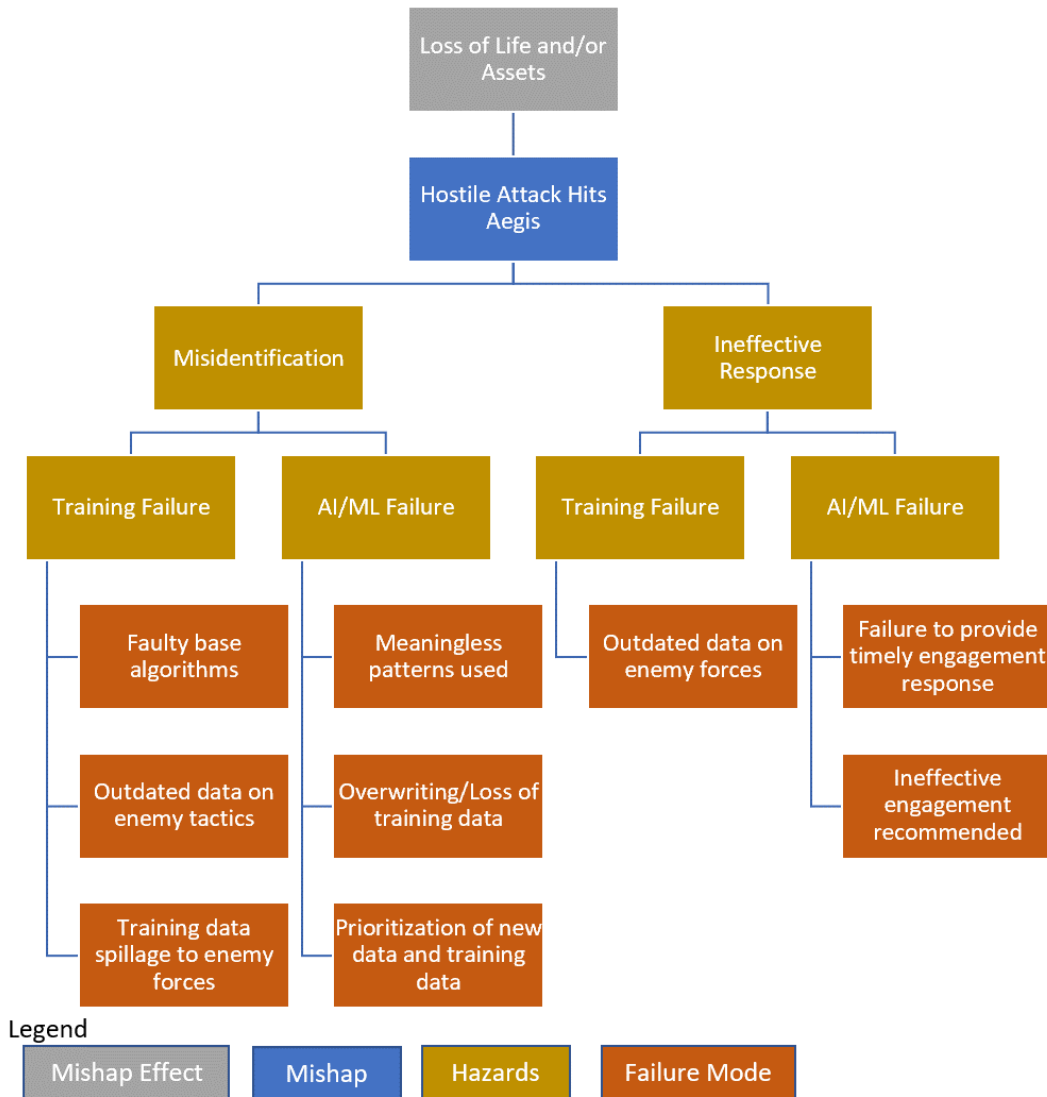 Loss of Life and/or
Assets
Hostile Attack Hits
Aegis
Misidentification
Ineffective
Response
Training Failure
AI/ML Failure
Training Failure
AI/ML Failure
Faulty base
algorithms
Meaningless
patterns used
Outdated data on
enemy forces
Failure to provide
timely engagement
response
Outdated data on
enemy tactics
Overwriting/Loss of
training data
Ineffective
engagement
recommended
Training data
spillage to enemy
forces
Prioritization of new
data and training
data
Legend
Mishap Effect
Mishap
Hazards
Failure Mode